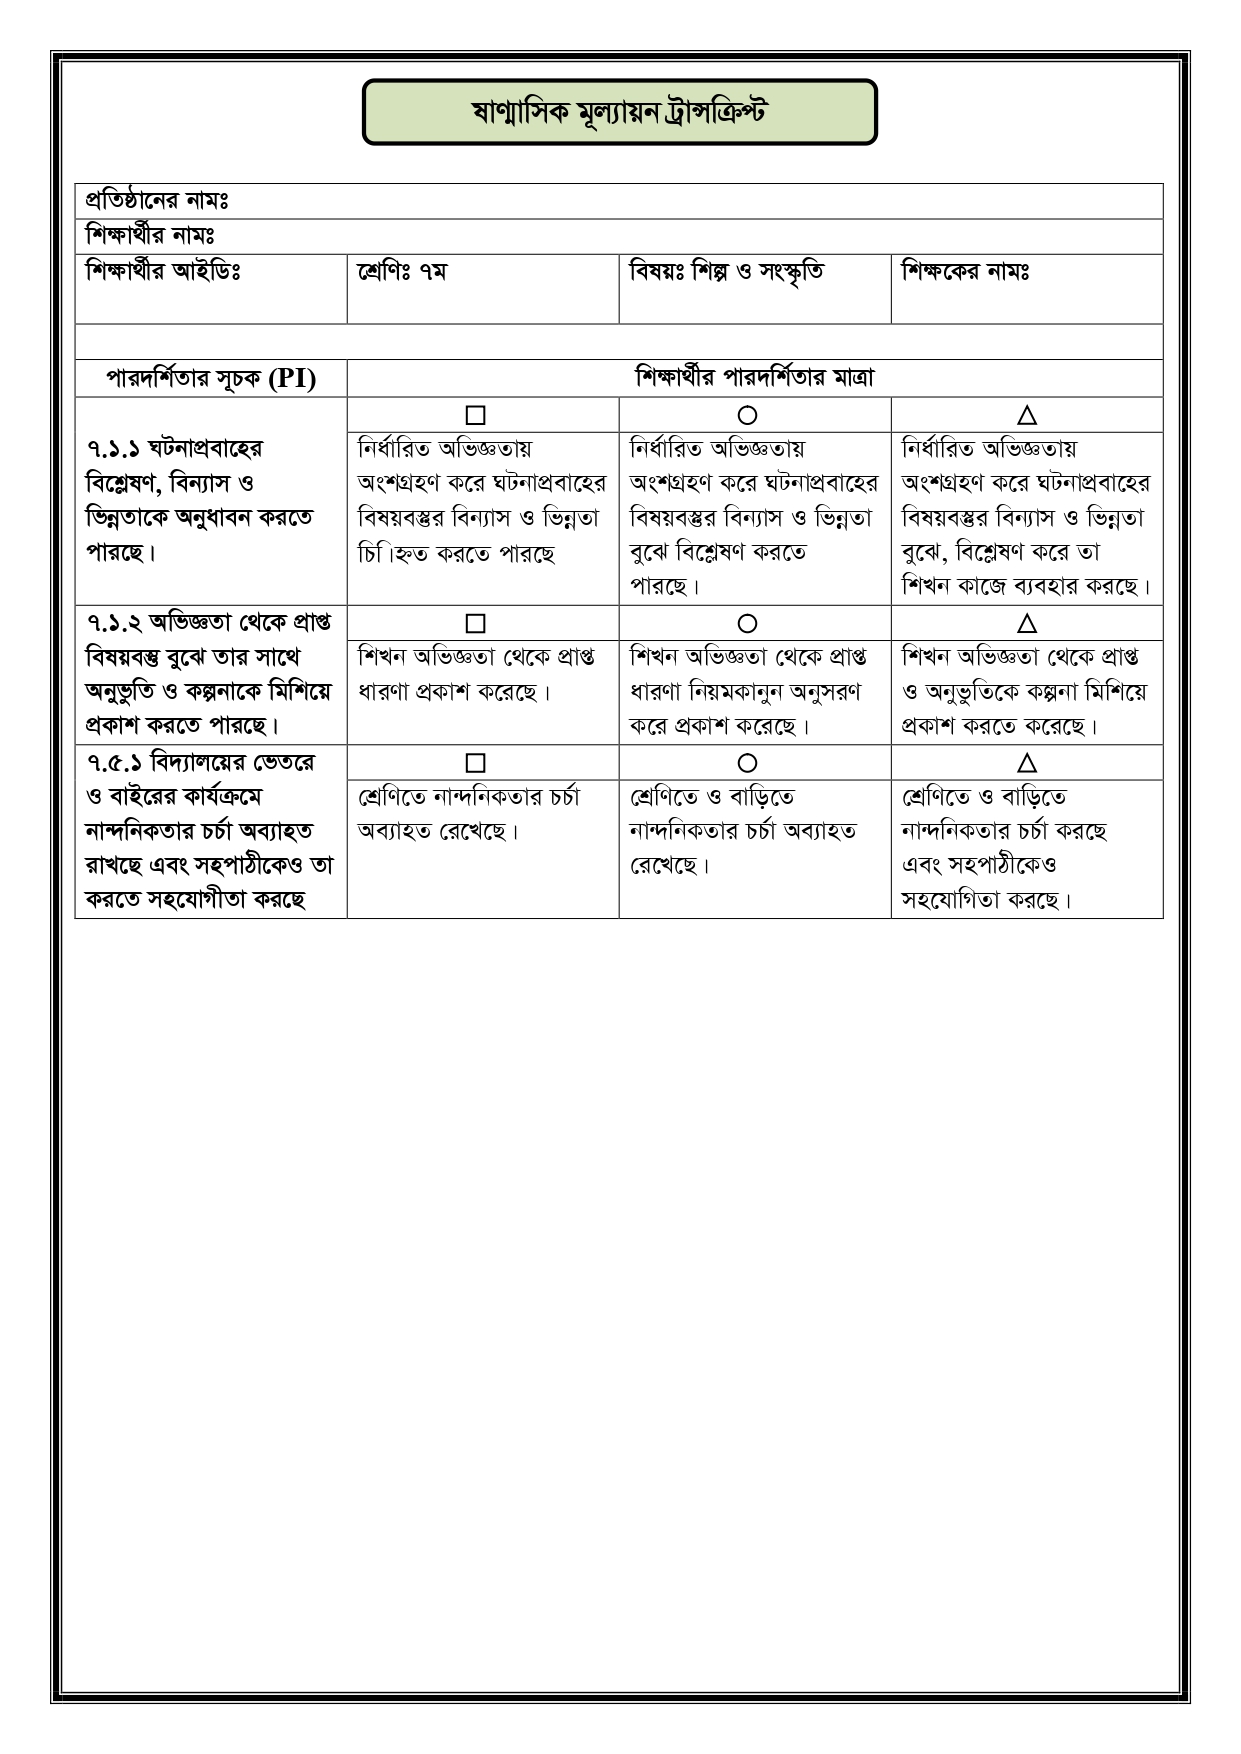 ষাণ্মাসিক মূল্যায়ন ট্রান্সক্রিপ্ট
প্রতিষ্ঠানের নামঃ
শিক্ষার্থীর নামঃ
শিক্ষার্থীর আইডিঃ
শ্রেণিঃ ৭ম
বিষয়ঃ শিল্প ও সংস্কৃতি
শিক্ষকের নামঃ
পারদর্শিতার সূচক (PI)
শিক্ষার্থীর পারদর্শিতার মাত্রা
৭.১.১ ঘটনাপ্রবাহের
বিশ্লেষণ, বিন্যাস ও
ভিন্নতাকে অনুধাবন করতে
পারছে।
□
নির্ধারিত অভিজ্ঞতায়
অংশগ্রহণ করে ঘটনাপ্রবাহের
বিষয়বস্তুর বিন্যাস ও ভিন্নতা
চিি।হ্নত করতে পারছে
○
নির্ধারিত অভিজ্ঞতায়
অংশগ্রহণ করে ঘটনাপ্রবাহের
বিষয়বস্তুর বিন্যাস ও ভিন্নতা
বুঝে বিশ্লেষণ করতে
পারছে।
△
নির্ধারিত অভিজ্ঞতায়
অংশগ্রহণ করে ঘটনাপ্রবাহের
বিষয়বস্তুর বিন্যাস ও ভিন্নতা
বুঝে, বিশ্লেষণ করে তা
শিখন কাজে ব্যবহার করছে।
৭.১.২ অভিজ্ঞতা থেকে প্রাপ্ত
বিষয়বস্তু বুঝে তার সাথে
অনুভুতি ও কল্পনাকে মিশিয়ে
প্রকাশ করতে পারছে।
□
শিখন অভিজ্ঞতা থেকে প্রাপ্ত
ধারণা প্রকাশ করেছে।
○
শিখন অভিজ্ঞতা থেকে প্রাপ্ত
ধারণা নিয়মকানুন অনুসরণ
করে প্রকাশ করেছে।
△
শিখন অভিজ্ঞতা থেকে প্রাপ্ত
ও অনুভুতিকে কল্পনা মিশিয়ে
প্রকাশ করতে করেছে।
৭.৫.১ বিদ্যালয়ের ভেতরে
ও বাইরের কার্যক্রমে
নান্দনিকতার চর্চা অব্যাহত
রাখছে এবং সহপাঠীকেও তা
করতে সহযোগীতা করছে
□
শ্রেণিতে নান্দনিকতার চর্চা
অব্যাহত রেখেছে।
○
শ্রেণিতে ও বাড়িতে
নান্দনিকতার চর্চা অব্যাহত
রেখেছে।
△
শ্রেণিতে ও বাড়িতে
নান্দনিকতার চর্চা করছে
এবং সহপাঠীকেও
সহযোগিতা করছে।